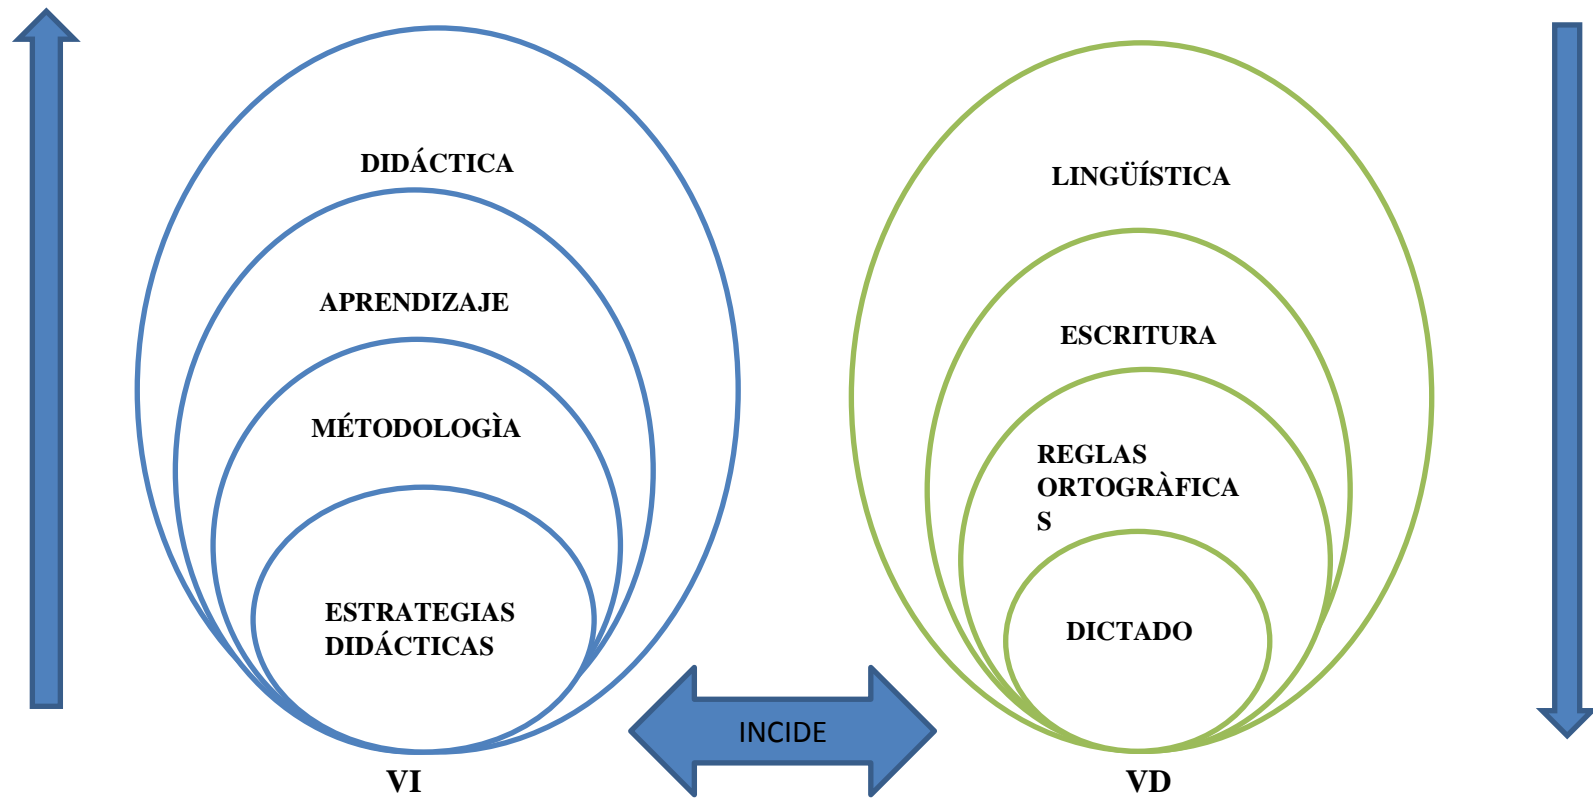 DIDÁCTICA
APRENDIZAJE
MÉTODOLOGÌA
ESTRATEGIAS
DIDÁCTICAS
VI
INCIDE
LINGÜÍSTICA
ESCRITURA
REGLAS
ORTOGRÀFICA
S
DICTADO
VD